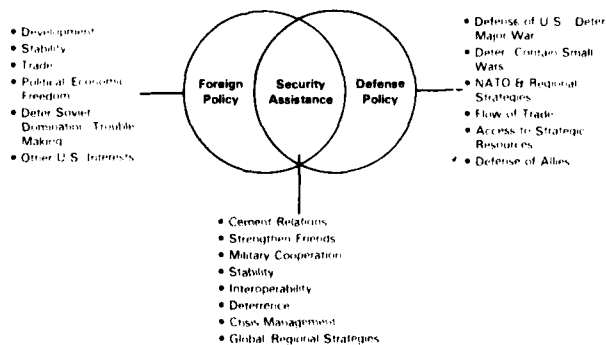 • Development
• Stability
• Trade
• Political Economic
Freedom
• Deter Soviet
Domination Trouble
Making
• Other U.S. Interests
Foreign
Policy
Security
Assistance
Defense
Policy
• Defense of U.S. Deter
Major War
• Deter Contain Small
Wars
• NATO & Regional
Strategies
• Flow of Trade
• Access to Strategic
Resources
• Defense of Allies
• Cement Relations
• Strengthen Friends
• Military Cooperation
• Stability
• Interoperability
• Deterrence
• Crisis Management
• Global Regional Strategies